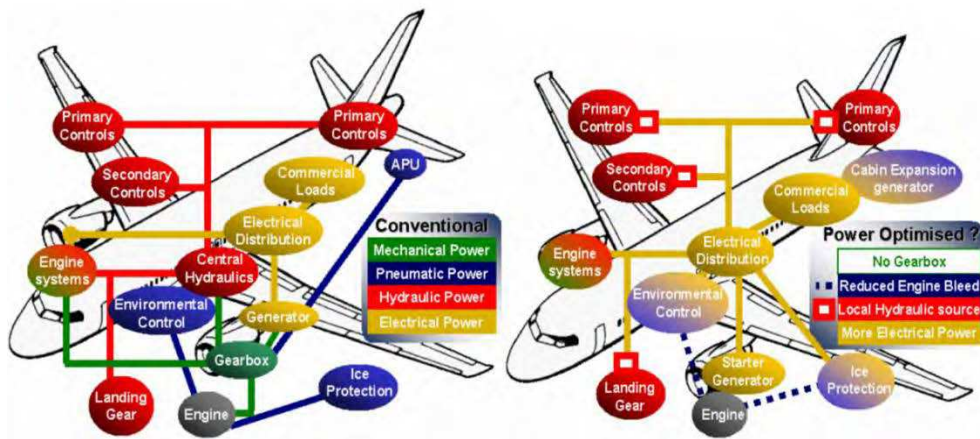 Primary
Controls
Primary
Controls
APU
Secondary
Controls
Commercial
Loads
Electrical
Distribution
Engine
systems
Central
Hydraulics
Environmental
Control
Generator
Gearbox
Landing
Gear
Engine
Ice
Protection
Conventional
Mechanical Power
Pneumatic Power
Hydraulic Power
Electrical Power
Primary
Controls
Primary
Controls
Secondary
Controls
Cabin Expansion
generator
Commercial
Loads
Engine
systems
Electrical
Distribution
Environmental
Control
Starter
Generator
Landing
Gear
Engine
Ice
Protection
Power Optimised ?
No Gearbox
Reduced Engine Bleed
Local Hydraulic source
More Electrical Power